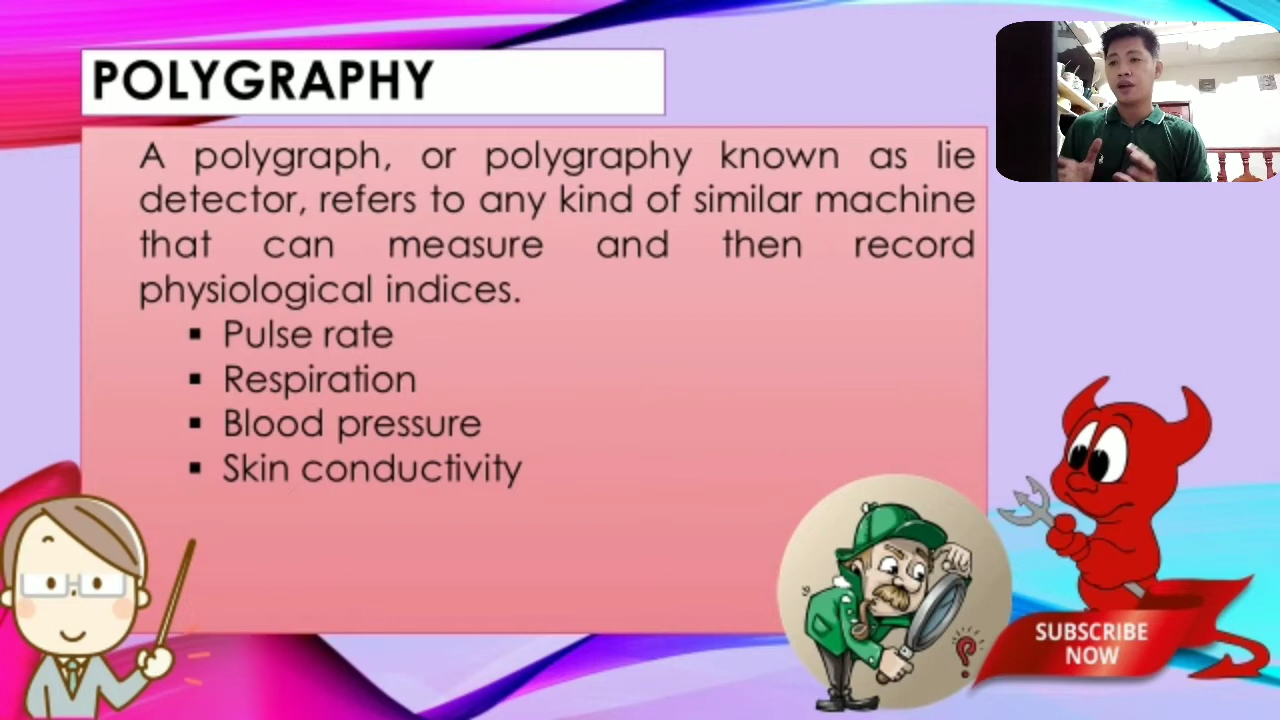 POLYGRAPHY
A polygraph, or polygraphy known as lie
detector, refers to any kind of similar machine
that can measure and then record
physiological indices.
▪ Pulse rate
▪ Respiration
▪ Blood pressure
▪ Skin conductivity
SUBSCRIBE
NOW